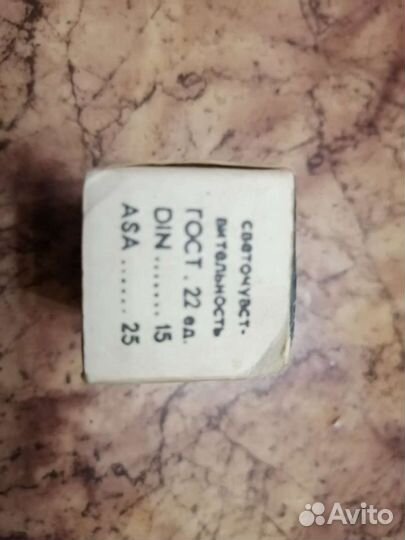 светочувст-
вительность
ГОСТ . 22 ед.
DIN ....... 15
ASA ...... 25
Avito